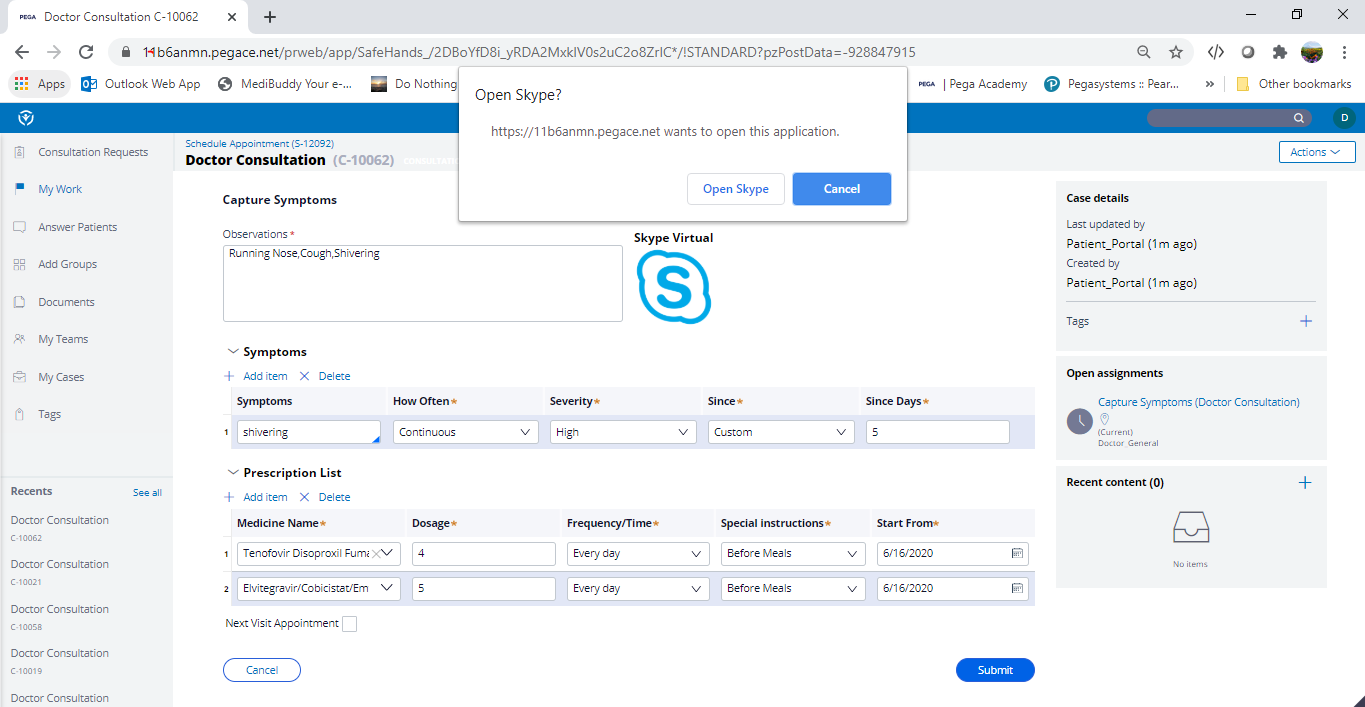 PEGA Doctor Consultation C-10062
11b6anmn.pegace.net/prweb/app/SafeHands_/2DBoYfD8i_yRDA2MxkIV0s2uC2o8ZrIC*/!STANDARD?pzPostData=-928847915
Apps Outlook Web App MediBuddy Your e-... Do Nothing PEGA | Pega Academy Pegasystems :: Pear... » Other bookmarks
Open Skype?
https://11b6anmn.pegace.net wants to open this application.
Open Skype Cancel
D
Schedule Appointment (S-12092)
Doctor Consultation (C-10062)
Actions
Consultation Requests
My Work
Answer Patients
Add Groups
Documents
My Teams
My Cases
Tags
Recents See all
Doctor Consultation
C-10062
Doctor Consultation
C-10021
Doctor Consultation
C-10058
Doctor Consultation
C-10019
Doctor Consultation
Capture Symptoms
Observations*
Running Nose,Cough,Shivering
Skype Virtual
S
Symptoms
Add item Delete
Symptoms How Often* Severity* Since* Since Days*
1 shivering Continuous High Custom 5
Prescription List
Add item Delete
Medicine Name* Dosage* Frequency/Time* Special instructions* Start From*
1 Tenofovir Disoproxil Fuma 4 Every day Before Meals 6/16/2020
2 Elvitegravir/Cobicistat/Em 5 Every day Before Meals 6/16/2020
Next Visit Appointment
Cancel Submit
Case details
Last updated by
Patient_Portal (1m ago)
Created by
Patient_Portal (1m ago)
Tags
Open assignments
Capture Symptoms (Doctor Consultation)
(Current)
Doctor_General
Recent content (0)
No items